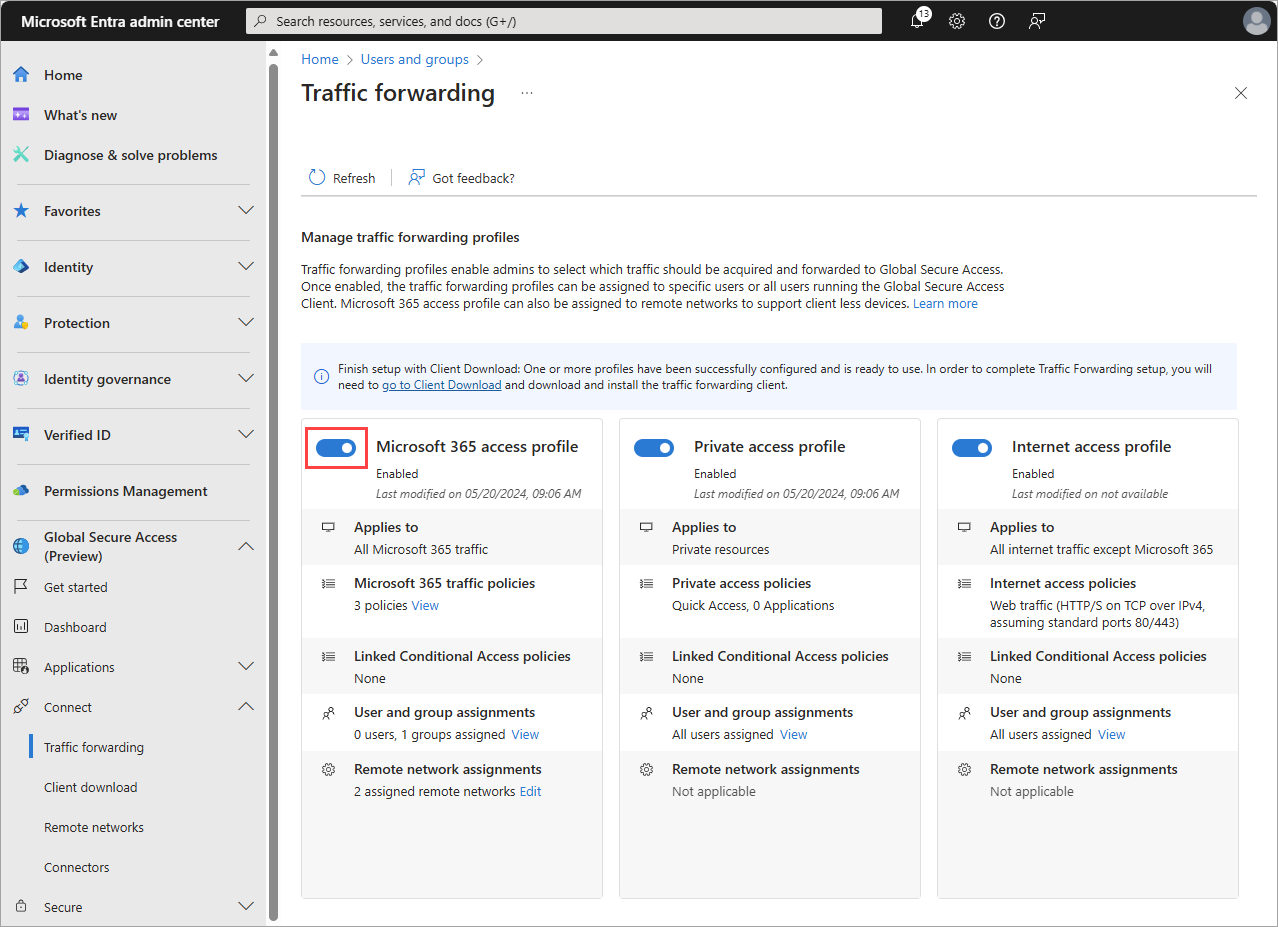 Microsoft Entra admin center
Search resources, services, and docs (G+/)
13
Home
What's new
Diagnose & solve problems
Favorites
Identity
Protection
Identity governance
Verified ID
Permissions Management
Global Secure Access
(Preview)
Get started
Dashboard
Applications
Connect
Traffic forwarding
Client download
Remote networks
Connectors
Secure
Home > Users and groups >
Traffic forwarding ...
Refresh
Got feedback?
Manage traffic forwarding profiles
Traffic forwarding profiles enable admins to select which traffic should be acquired and forwarded to Global Secure Access.
Once enabled, the traffic forwarding profiles can be assigned to specific users or all users running the Global Secure Access
Client. Microsoft 365 access profile can also be assigned to remote networks to support client less devices. Learn more
Finish setup with Client Download: One or more profiles have been successfully configured and is ready to use. In order to complete Traffic Forwarding setup, you will
need to go to Client Download and download and install the traffic forwarding client.
Microsoft 365 access profile
Enabled
Last modified on 05/20/2024, 09:06 AM
Applies to
All Microsoft 365 traffic
Microsoft 365 traffic policies
3 policies View
Linked Conditional Access policies
None
User and group assignments
0 users, 1 groups assigned View
Remote network assignments
2 assigned remote networks Edit
Private access profile
Enabled
Last modified on 05/20/2024, 09:06 AM
Applies to
Private resources
Private access policies
Quick Access, 0 Applications
Linked Conditional Access policies
None
User and group assignments
All users assigned View
Remote network assignments
Not applicable
Internet access profile
Enabled
Last modified on not available
Applies to
All internet traffic except Microsoft 365
Internet access policies
Web traffic (HTTP/S on TCP over IPv4,
assuming standard ports 80/443)
Linked Conditional Access policies
None
User and group assignments
All users assigned View
Remote network assignments
Not applicable